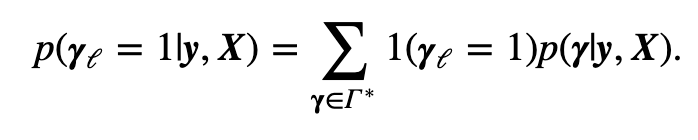 p(γ_ℓ = 1|y, X) = ∑_{γ∈Γ*} 1(γ_ℓ = 1)p(γ|y, X).